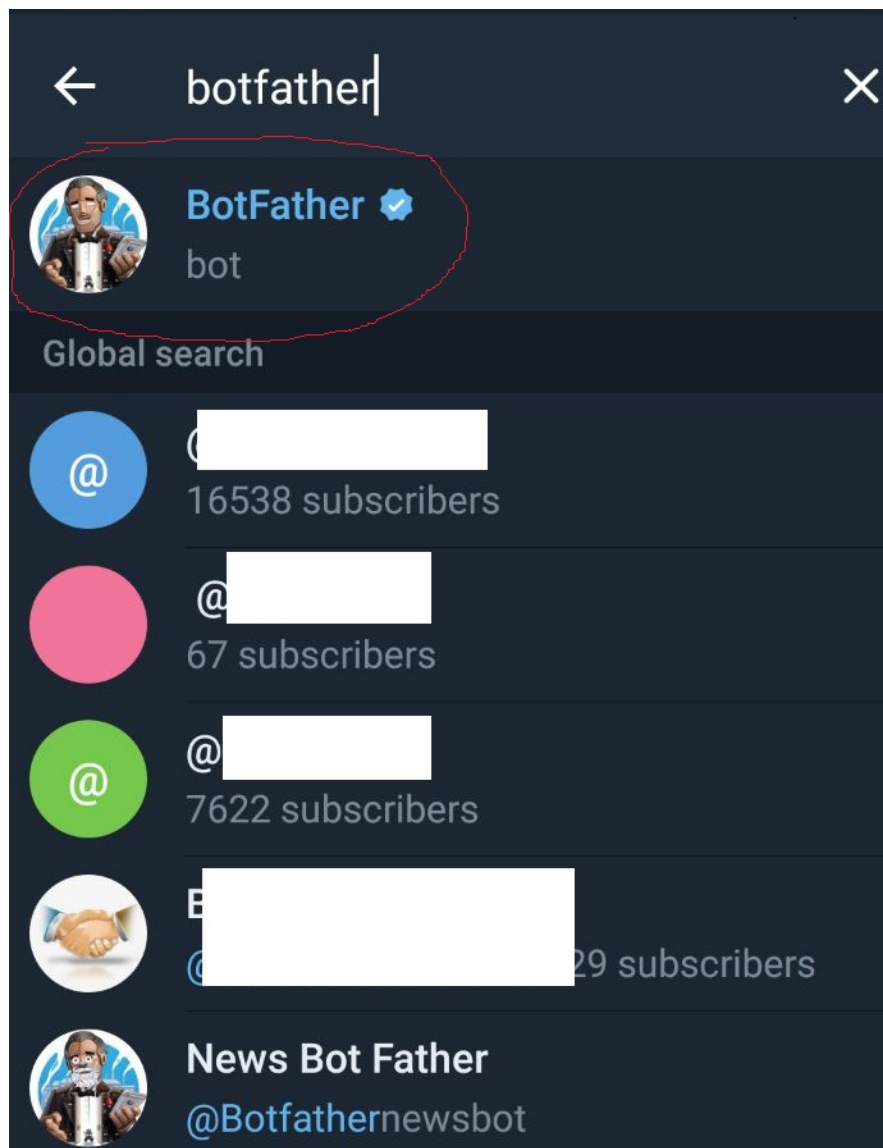 botfather
BotFather
bot
Global search
@
@
16538 subscribers
@
67 subscribers
@
@
7622 subscribers
B
@ 29 subscribers
News Bot Father
@Botfathernewsbot